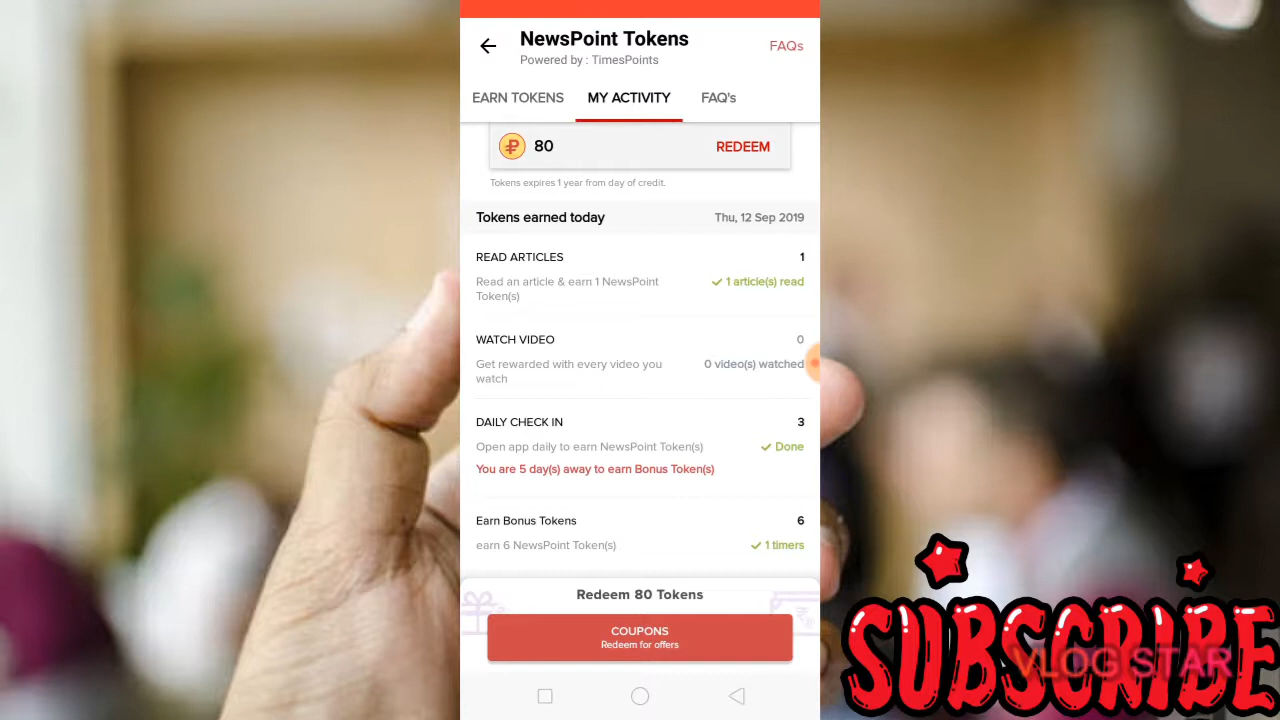 NewsPoint Tokens
FAQs
Powered by : TimesPoints
EARN TOKENS
MY ACTIVITY
FAQ's
80
REDEEM
Tokens expires 1 year from day of credit.
Tokens earned today
Thu, 12 Sep 2019
READ ARTICLES
1
Read an article & earn 1 NewsPoint
Token(s)
1 article(s) read
WATCH VIDEO
0
Get rewarded with every video you
watch
0 video(s) watched
DAILY CHECK IN
3
Open app daily to earn NewsPoint Token(s)
Done
You are 5 day(s) away to earn Bonus Token(s)
Earn Bonus Tokens
6
earn 6 NewsPoint Token(s)
1 timers
Redeem 80 Tokens
COUPONS
Redeem for offers
SUBSCRIBE
VLOG STAR